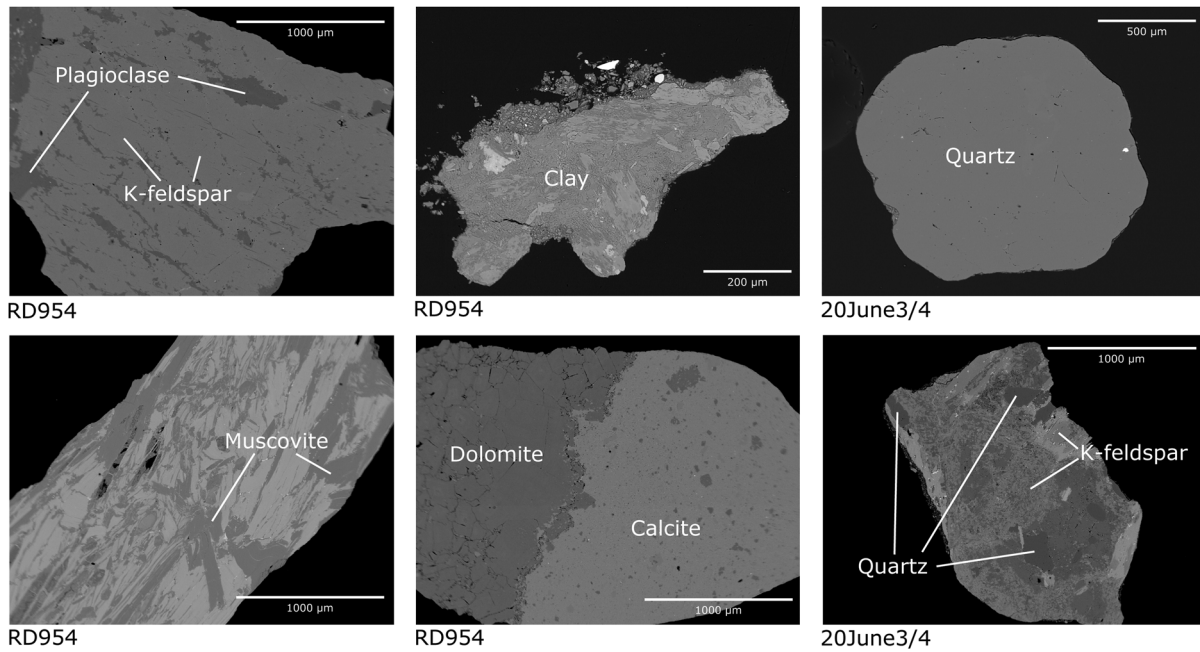 1000 µm
Plagioclase
K-feldspar
RD954
Clay
200 µm
RD954
500 µm
Quartz
20June3/4
Muscovite
1000 µm
RD954
Dolomite
Calcite
1000 µm
RD954
1000 µm
K-feldspar
Quartz
20June3/4